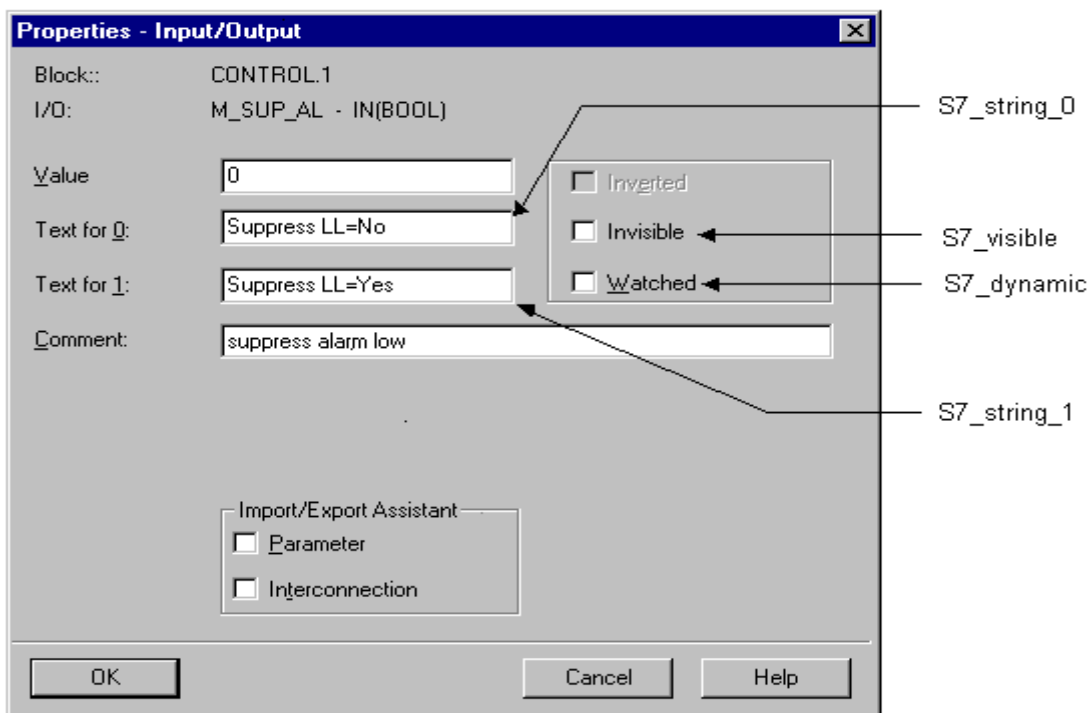 Properties - Input/Output
Block:: CONTROL.1
I/O: M_SUP_AL - IN(BOOL)
S7_string_0
Value 0
Inverted
Text for 0: Suppress LL=No
Invisible
S7_visible
Text for 1: Suppress LL=Yes
Watched
S7_dynamic
Comment: suppress alarm low
S7_string_1
Import/Export Assistant
Parameter
Interconnection
OK Cancel Help